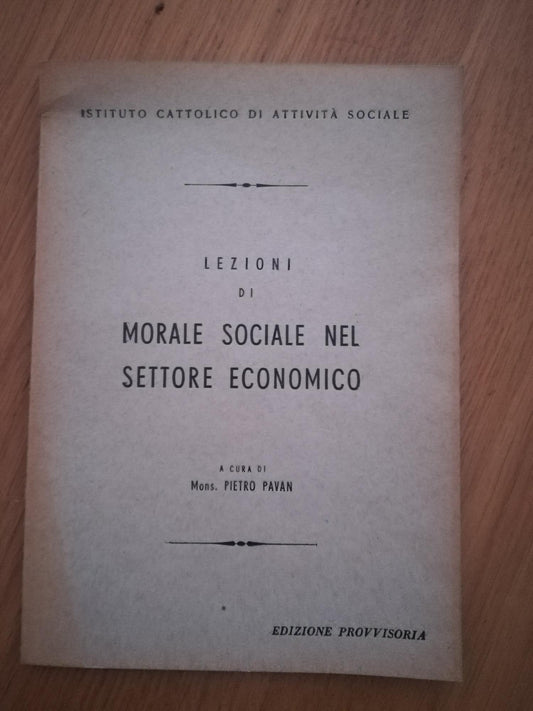 ISTITUTO CATTOLICO DI ATTIVITÀ SOCIALE
LEZIONI
DI
MORALE SOCIALE NEL
SETTORE ECONOMICO
A CURA DI
Mons. PIETRO PAVAN
EDIZIONE PROVVISORIA